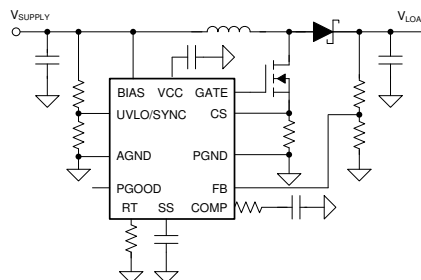 VSUPPLY
VLOAD
BIAS VCC GATE
UVLO/SYNC CS
AGND PGND
PGOOD FB
RT SS COMP